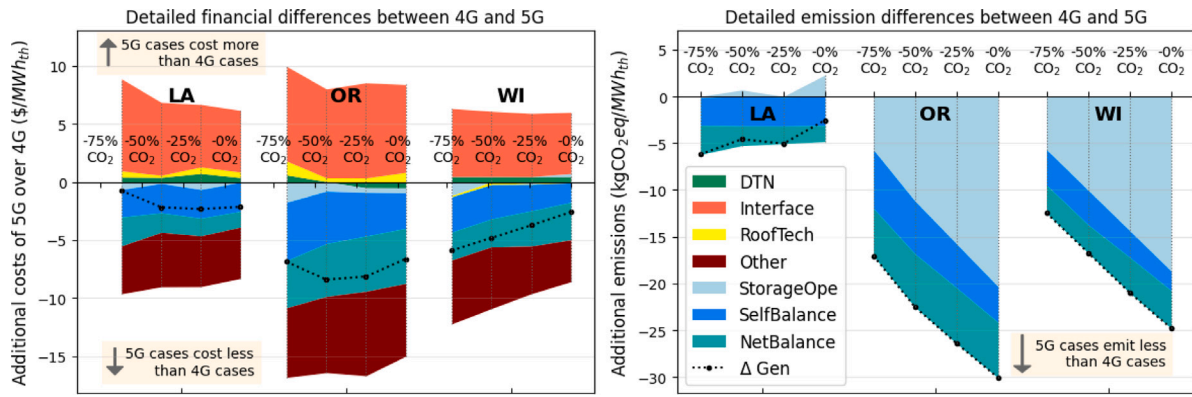 Detailed financial differences between 4G and 5G
Additional costs of 5G over 4G ($/MWh_th)
10
5
0
−5
−10
−15
5G cases cost more
than 4G cases
LA
OR
WI
-75% -50% -25% -0%
CO₂ CO₂ CO₂ CO₂
-75% -50% -25% -0%
CO₂ CO₂ CO₂ CO₂
-75% -50% -25% -0%
CO₂ CO₂ CO₂ CO₂
5G cases cost less
than 4G cases
Detailed emission differences between 4G and 5G
Additional emissions (kgCO₂eq/MWh_th)
5
0
−5
−10
−15
−20
−25
−30
-75% -50% -25% -0%
CO₂ CO₂ CO₂ CO₂
-75% -50% -25% -0%
CO₂ CO₂ CO₂ CO₂
-75% -50% -25% -0%
CO₂ CO₂ CO₂ CO₂
LA
OR
WI
DTN
Interface
RoofTech
Other
StorageOpe
SelfBalance
NetBalance
Δ Gen
5G cases emit less
than 4G cases